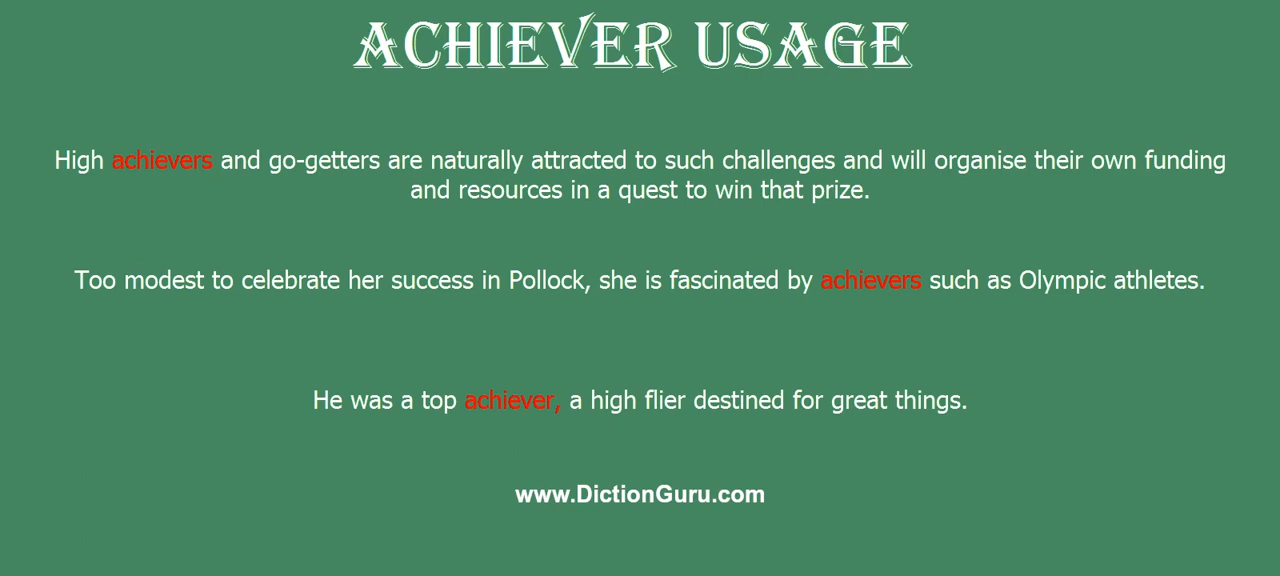 ACHIEVER USAGE
High achievers and go-getters are naturally attracted to such challenges and will organise their own funding
and resources in a quest to win that prize.
Too modest to celebrate her success in Pollock, she is fascinated by achievers such as Olympic athletes.
He was a top achiever, a high flier destined for great things.
www.DictionGuru.com